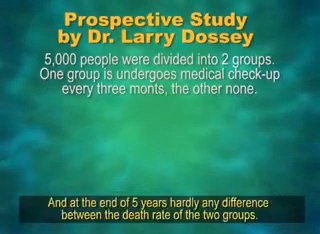 Prospective Study
by Dr. Larry Dossey
5,000 people were divided into 2 groups.
One group is undergoes medical check-up
every three monts, the other none.
And at the end of 5 years hardly any difference
between the death rate of the two groups.